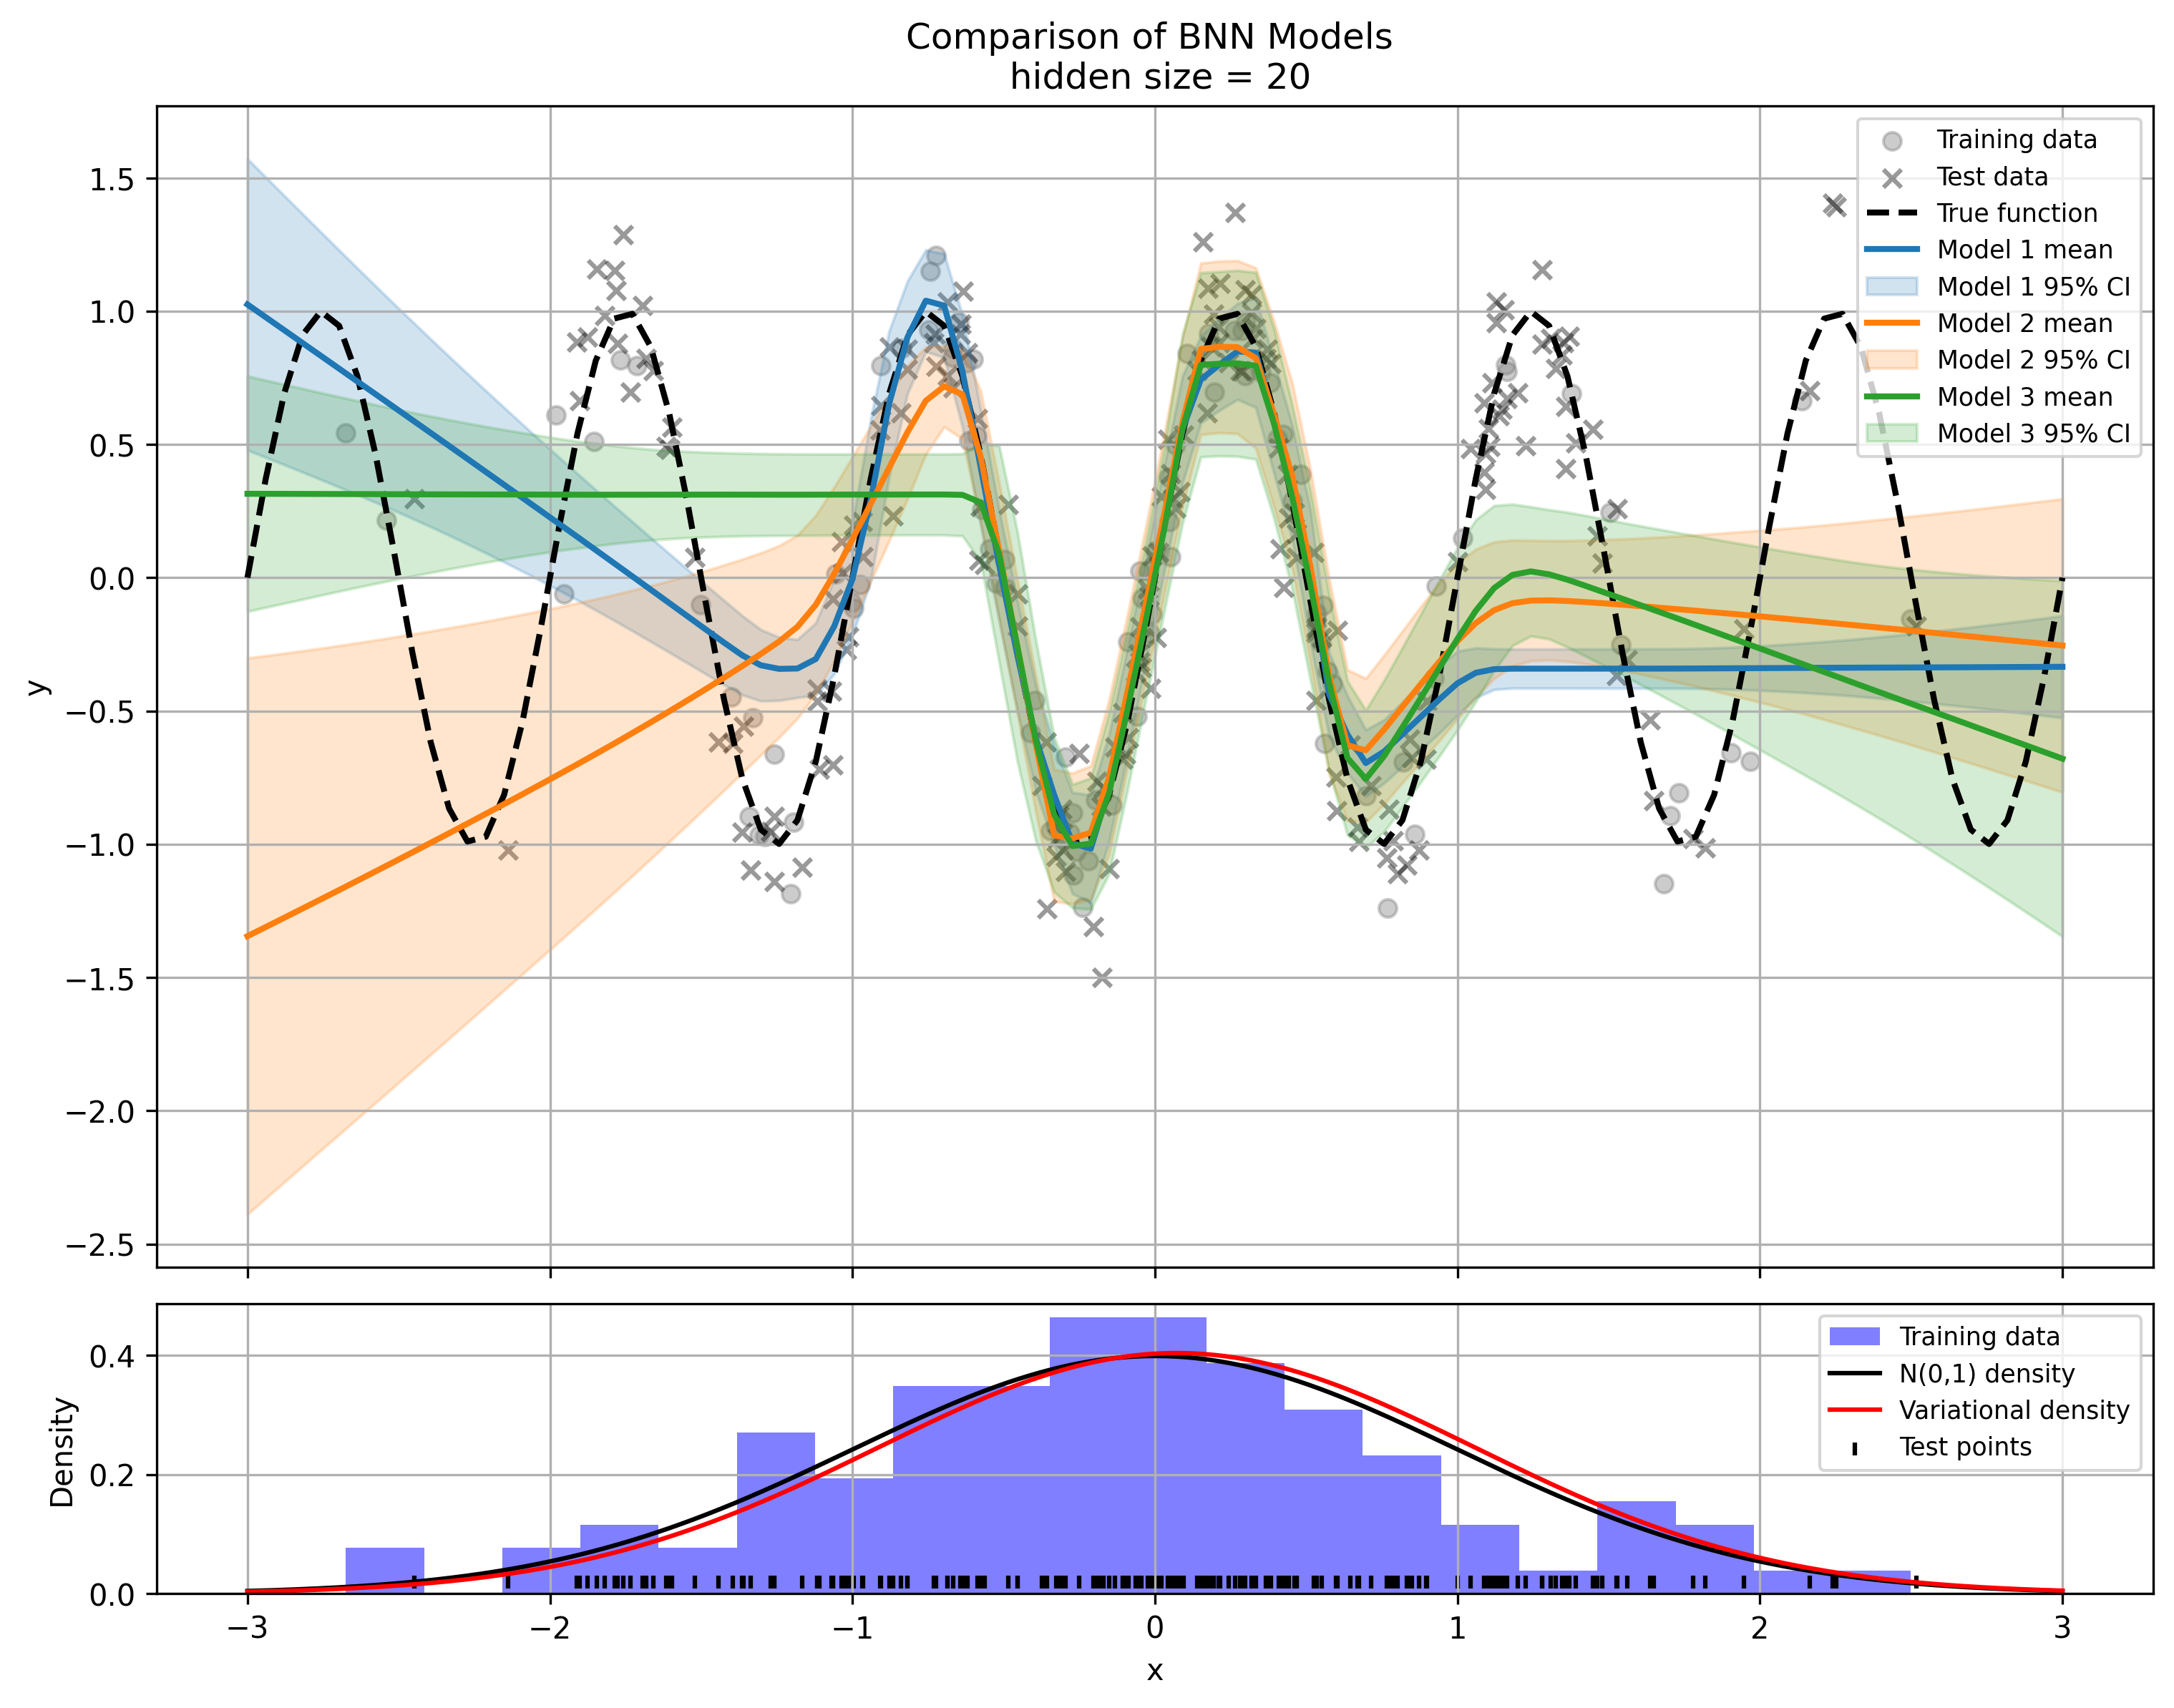 Comparison of BNN Models
hidden size = 20
Training data
Test data
True function
Model 1 mean
Model 1 95% CI
Model 2 mean
Model 2 95% CI
Model 3 mean
Model 3 95% CI
1.5
1.0
0.5
0.0
−0.5
−1.0
−1.5
−2.0
−2.5
y
Training data
N(0,1) density
Variational density
Test points
0.4
0.2
0.0
Density
−3
−2
−1
0
1
2
3
x